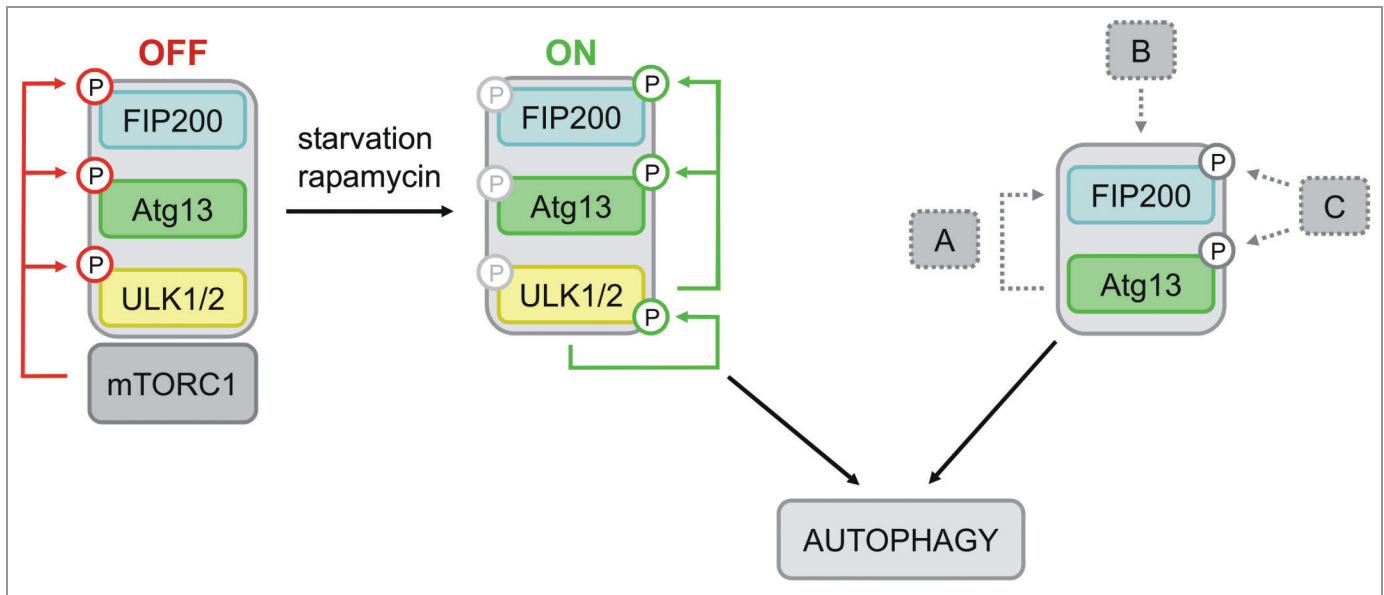 OFF
P
FIP200
P
Atg13
P
ULK1/2
mTORC1
starvation
rapamycin
ON
P
P
FIP200
P
P
Atg13
P
ULK1/2
P
B
P
FIP200
A
C
P
Atg13
AUTOPHAGY